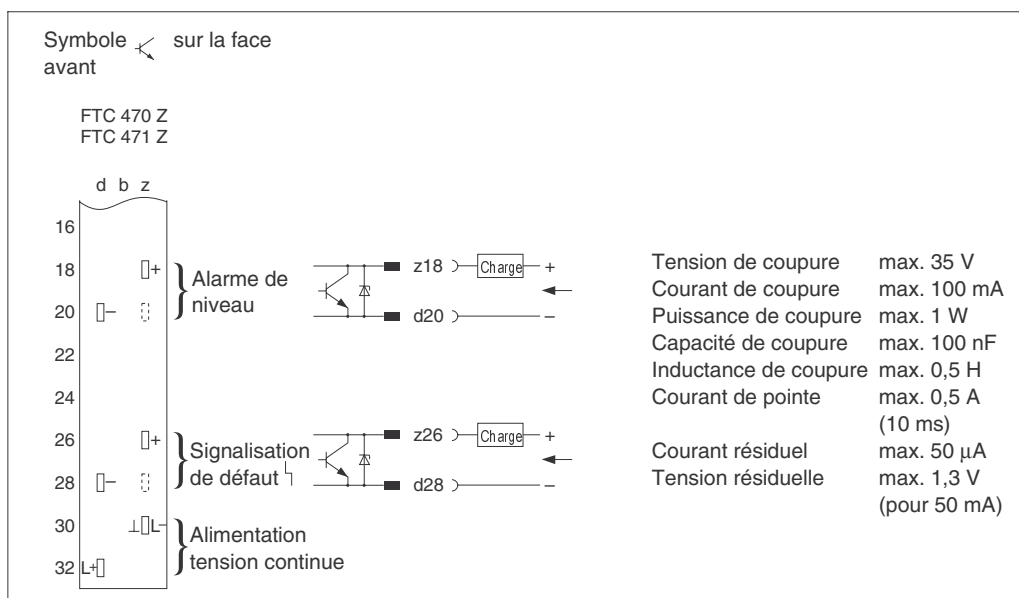 Symbole sur la face
avant
FTC 470 Z
FTC 471 Z
d b z
16
18 +
Alarme de
niveau
z18 Charge +
20 –
d20 –
22
24
26 +
Signalisation
de défaut
z26 Charge +
28 –
d28 –
30 ⊥ L–
Alimentation
tension continue
32 L+
Tension de coupure max. 35 V
Courant de coupure max. 100 mA
Puissance de coupure max. 1 W
Capacité de coupure max. 100 nF
Inductance de coupure max. 0,5 H
Courant de pointe max. 0,5 A
(10 ms)
Courant résiduel max. 50 µA
Tension résiduelle max. 1,3 V
(pour 50 mA)